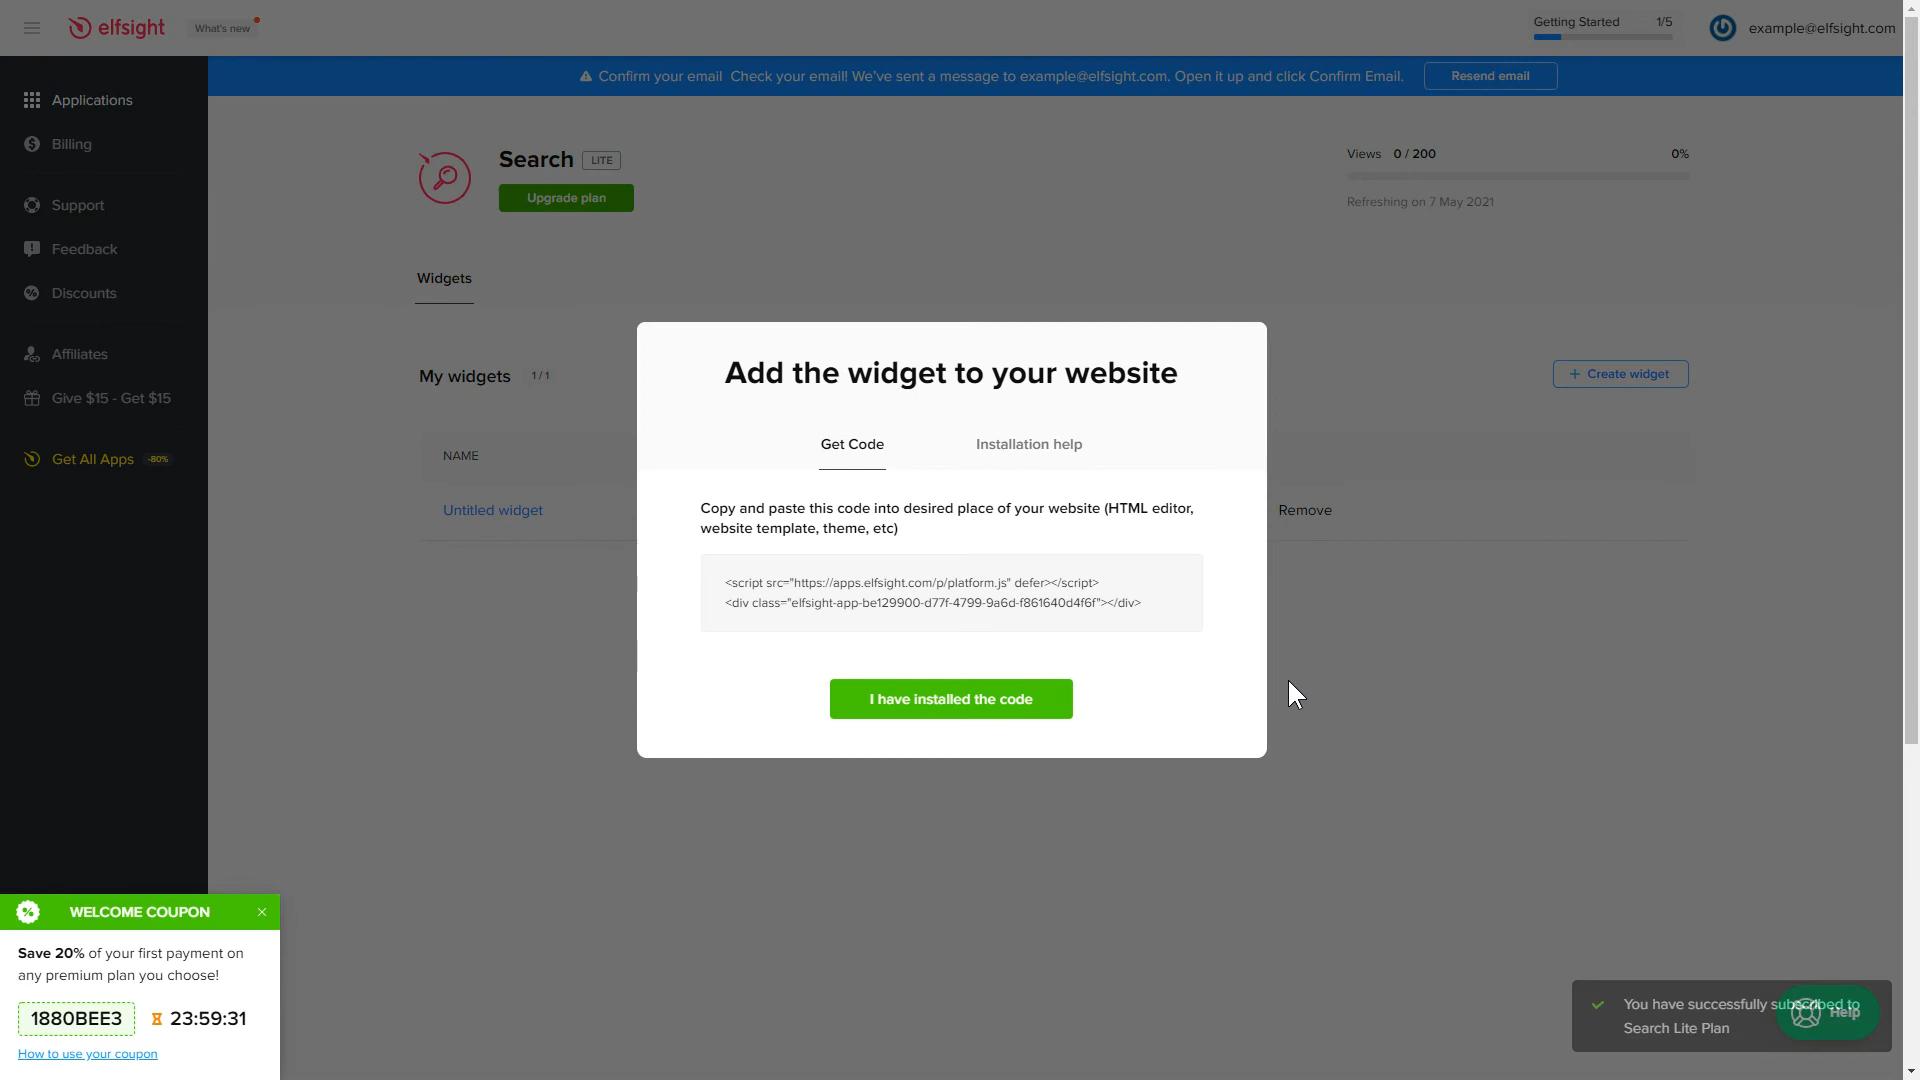 elfsight
What's new
Getting Started 1/5
example@elfsight.com
Confirm your email Check your email! We've sent a message to example@elfsight.com. Open it up and click Confirm Email.
Resend email
Applications
Billing
Support
Feedback
Discounts
Affiliates
Give $15 - Get $15
Get All Apps -80%
Search LITE
Upgrade plan
Views 0 / 200 0%
Refreshing on 7 May 2021
Widgets
My widgets 1 / 1
+ Create widget
NAME
Untitled widget
Remove
Add the widget to your website
Get Code Installation help
Copy and paste this code into desired place of your website (HTML editor,
website template, theme, etc)
<script src="https://apps.elfsight.com/p/platform.js" defer></script>
<div class="elfsight-app-be129900-d77f-4799-9a6d-f861640d4f6f"></div>
I have installed the code
WELCOME COUPON
Save 20% of your first payment on
any premium plan you choose!
1880BEE3 23:59:31
How to use your coupon
You have successfully subscribed to
Search Lite Plan
Help